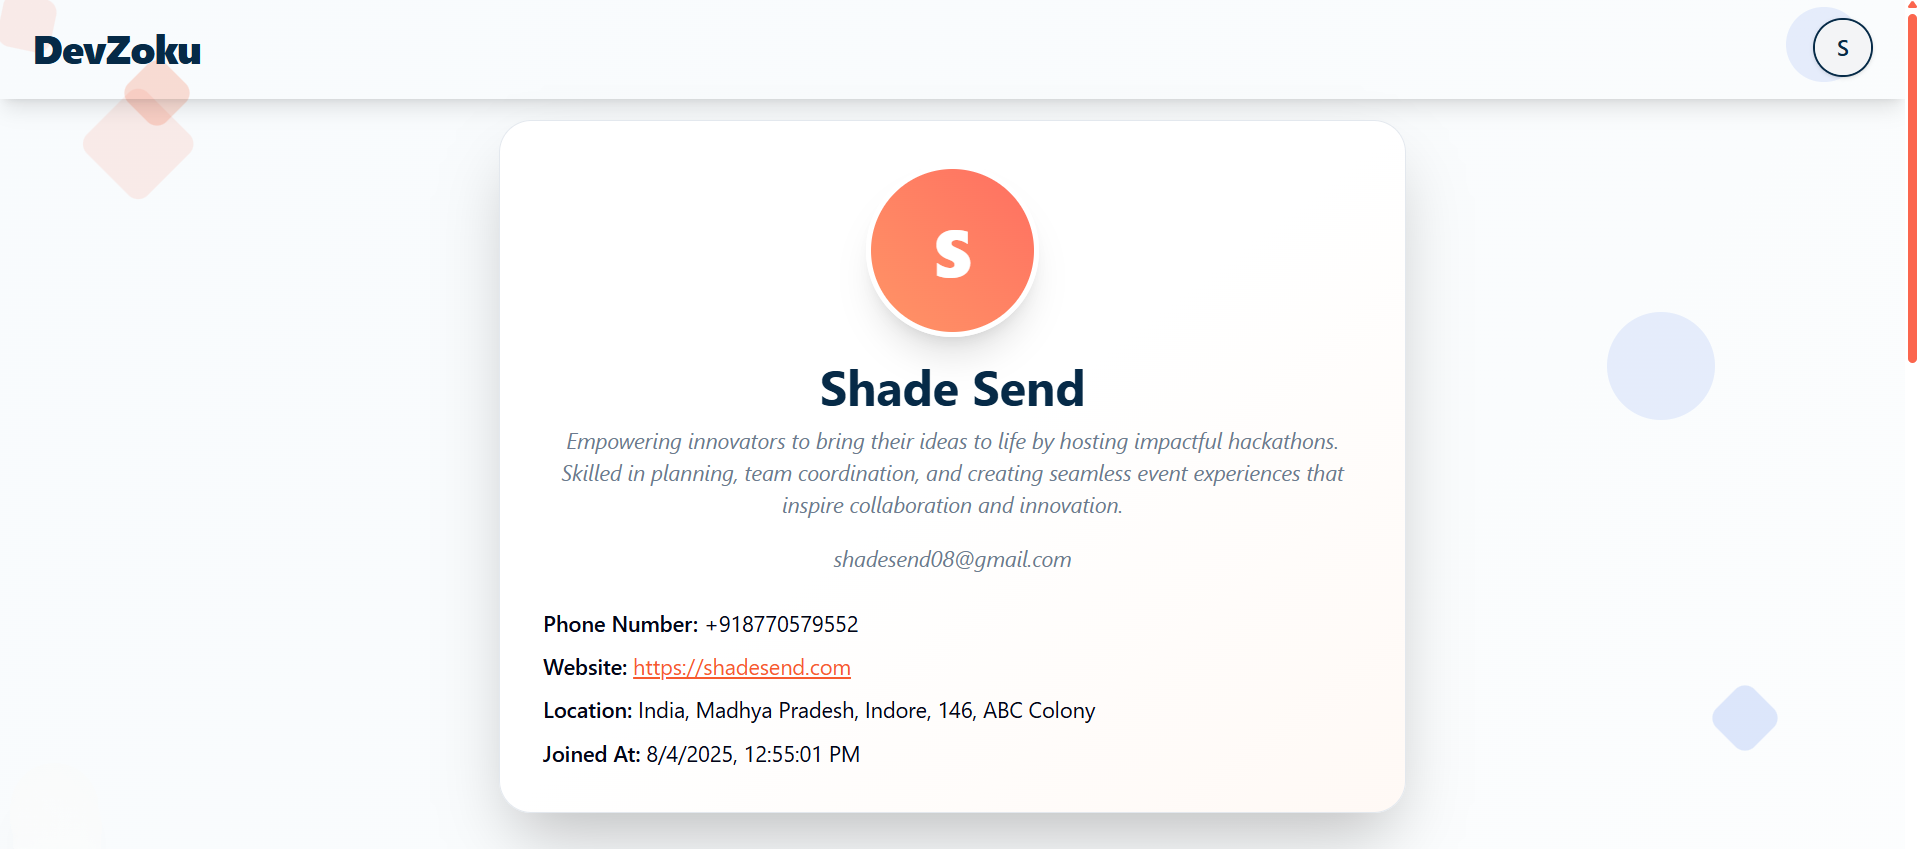 DevZoku
S
S
Shade Send
Empowering innovators to bring their ideas to life by hosting impactful hackathons.
Skilled in planning, team coordination, and creating seamless event experiences that
inspire collaboration and innovation.
shadesend08@gmail.com
Phone Number: +918770579552
Website: https://shadesend.com
Location: India, Madhya Pradesh, Indore, 146, ABC Colony
Joined At: 8/4/2025, 12:55:01 PM